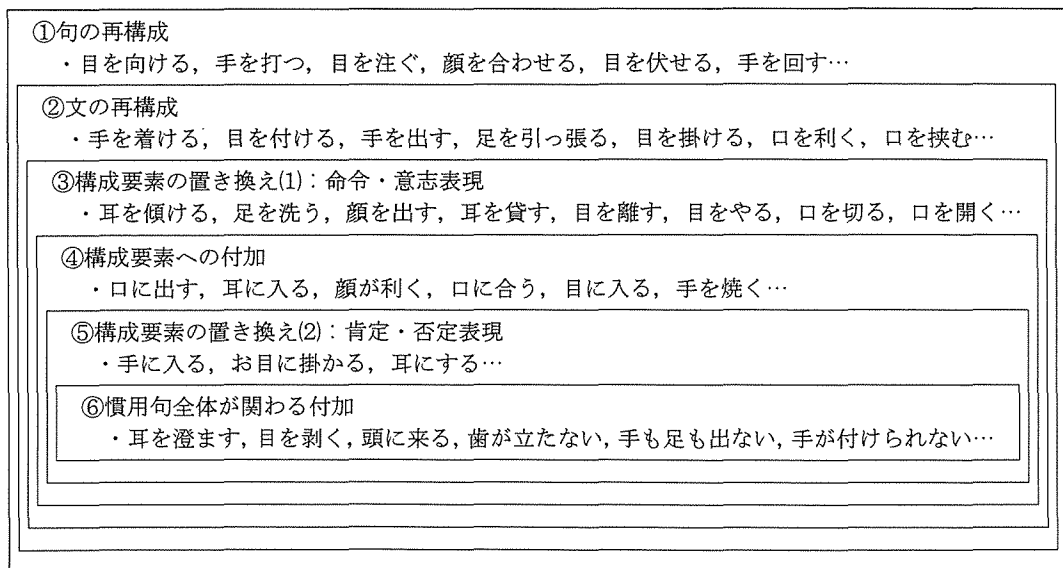 ①句の再構成
・目を向ける，手を打つ，目を注ぐ，顔を合わせる，目を伏せる，手を回す…
②文の再構成
・手を着ける，目を付ける，手を出す，足を引っ張る，目を掛ける，口を利く，口を挟む…
③構成要素の置き換え(1)：命令・意志表現
・耳を傾ける，足を洗う，顔を出す，耳を貸す，目を離す，目をやる，口を切る，口を開く…
④構成要素への付加
・口に出す，耳に入る，顔が利く，口に合う，目に入る，手を焼く…
⑤構成要素の置き換え(2)：肯定・否定表現
・手に入る，お目に掛かる，耳にする…
⑥慣用句全体が関わる付加
・耳を澄ます，目を剥く，頭に来る，歯が立たない，手も足も出ない，手が付けられない…